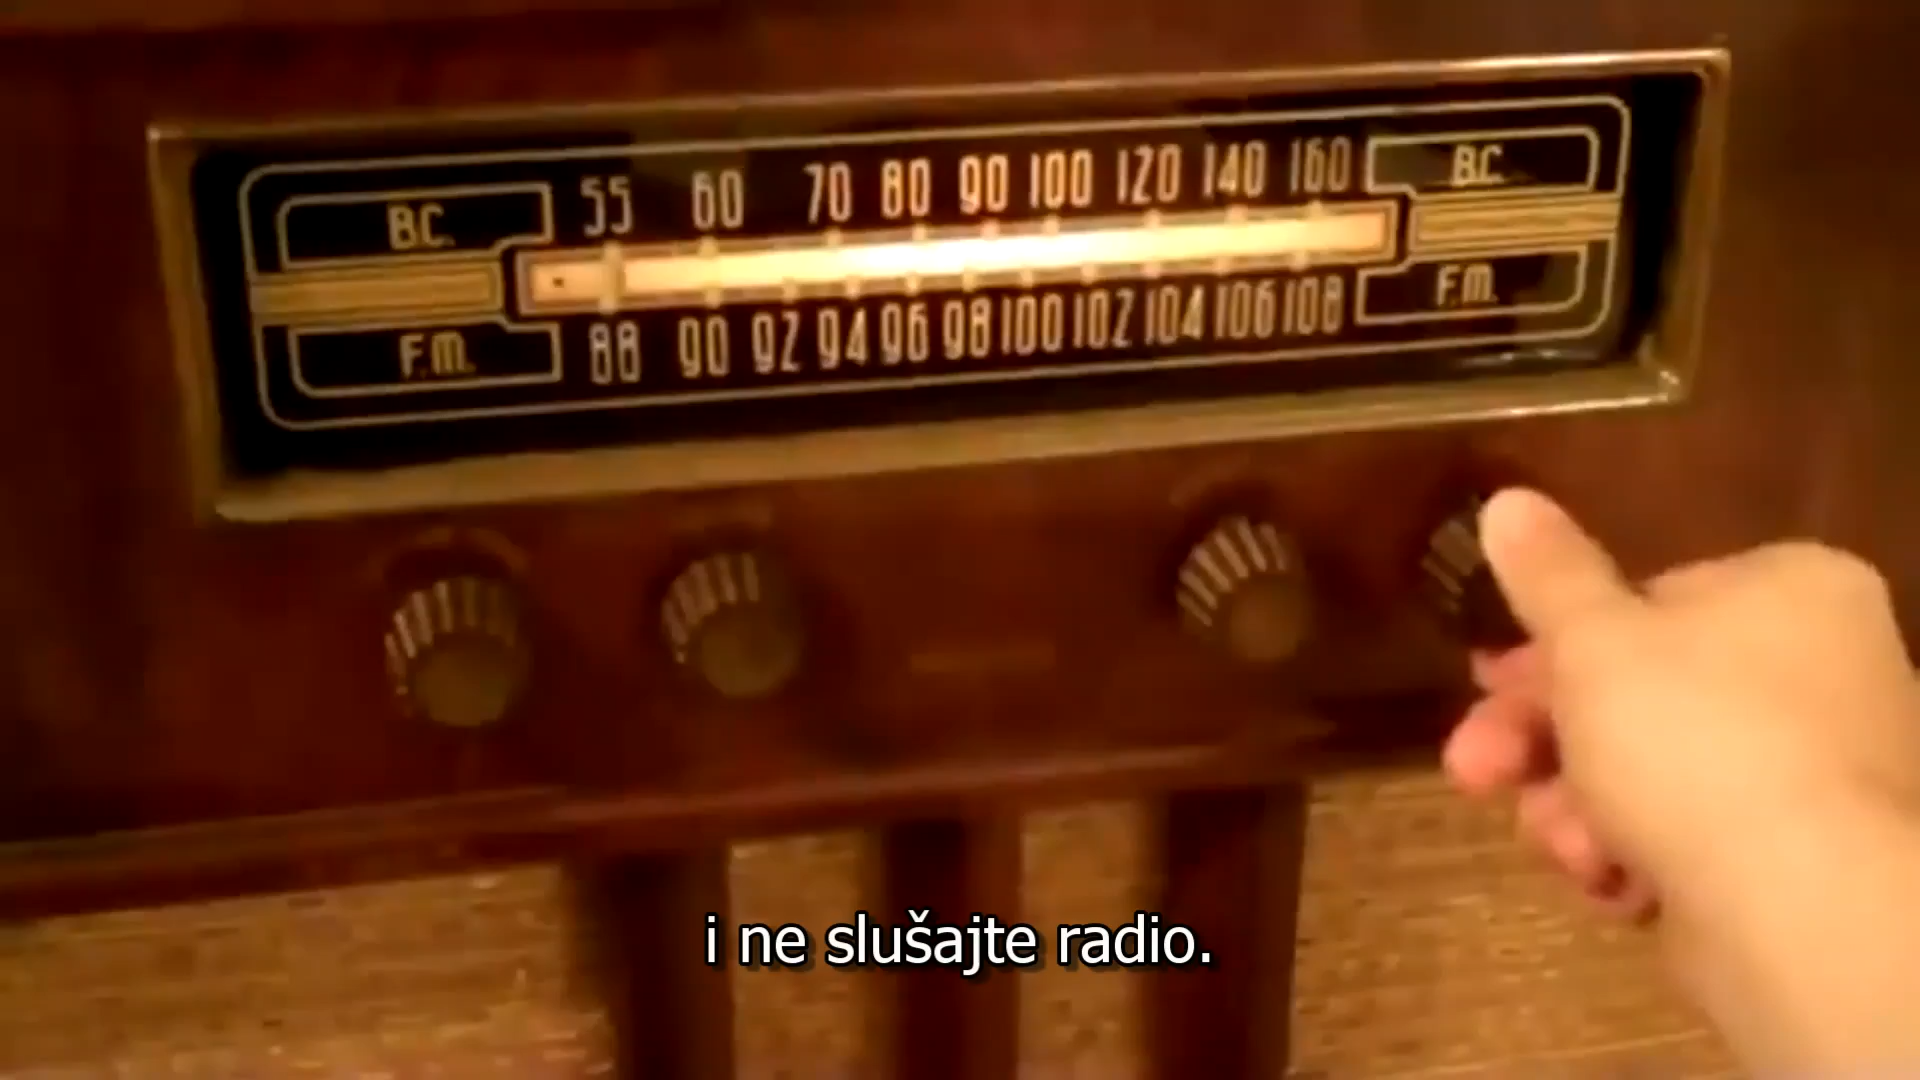 B.C. 55 60 70 80 90 100 120 140 160 B.C.
F.M. 88 90 92 94 96 98 100 102 104 106 108 F.M.
i ne slušajte radio.